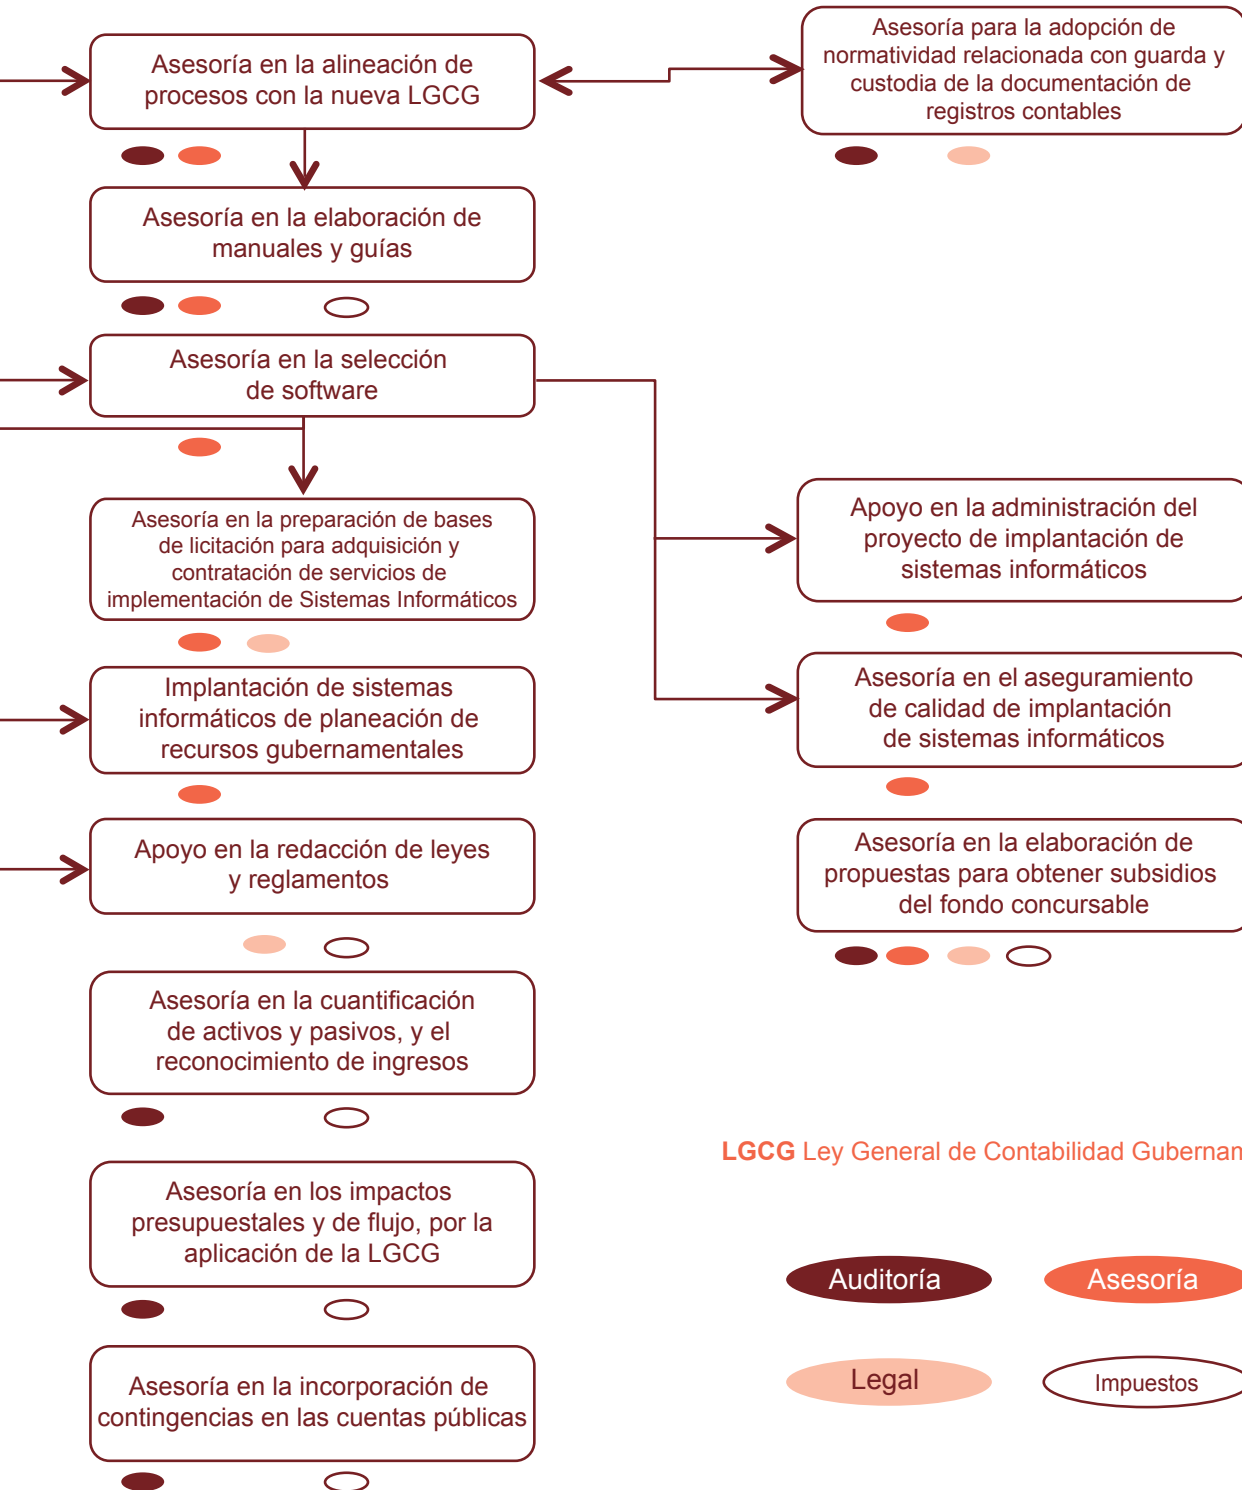 Asesoría en la alineación de
procesos con la nueva LGCG
Asesoría para la adopción de
normatividad relacionada con guarda y
custodia de la documentación de
registros contables
Asesoría en la elaboración de
manuales y guías
Asesoría en la selección
de software
Asesoría en la preparación de bases
de licitación para adquisición y
contratación de servicios de
implementación de Sistemas Informáticos
Apoyo en la administración del
proyecto de implantación de
sistemas informáticos
Implantación de sistemas
informáticos de planeación de
recursos gubernamentales
Asesoría en el aseguramiento
de calidad de implantación
de sistemas informáticos
Apoyo en la redacción de leyes
y reglamentos
Asesoría en la elaboración de
propuestas para obtener subsidios
del fondo concursable
Asesoría en la cuantificación
de activos y pasivos, y el
reconocimiento de ingresos
Asesoría en los impactos
presupuestales y de flujo, por la
aplicación de la LGCG
Asesoría en la incorporación de
contingencias en las cuentas públicas
LGCG Ley General de Contabilidad
Auditoría
Asesoría
Legal
Impuestos